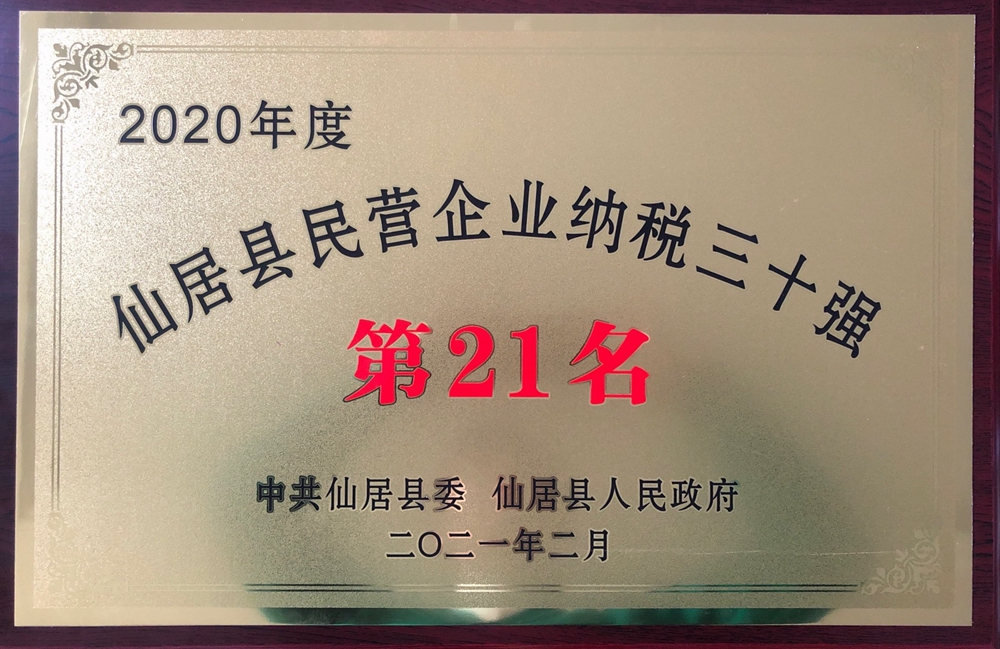 2020年度
仙居县民营企业纳税三十强
第21名
中共仙居县委 仙居县人民政府
二〇二一年二月